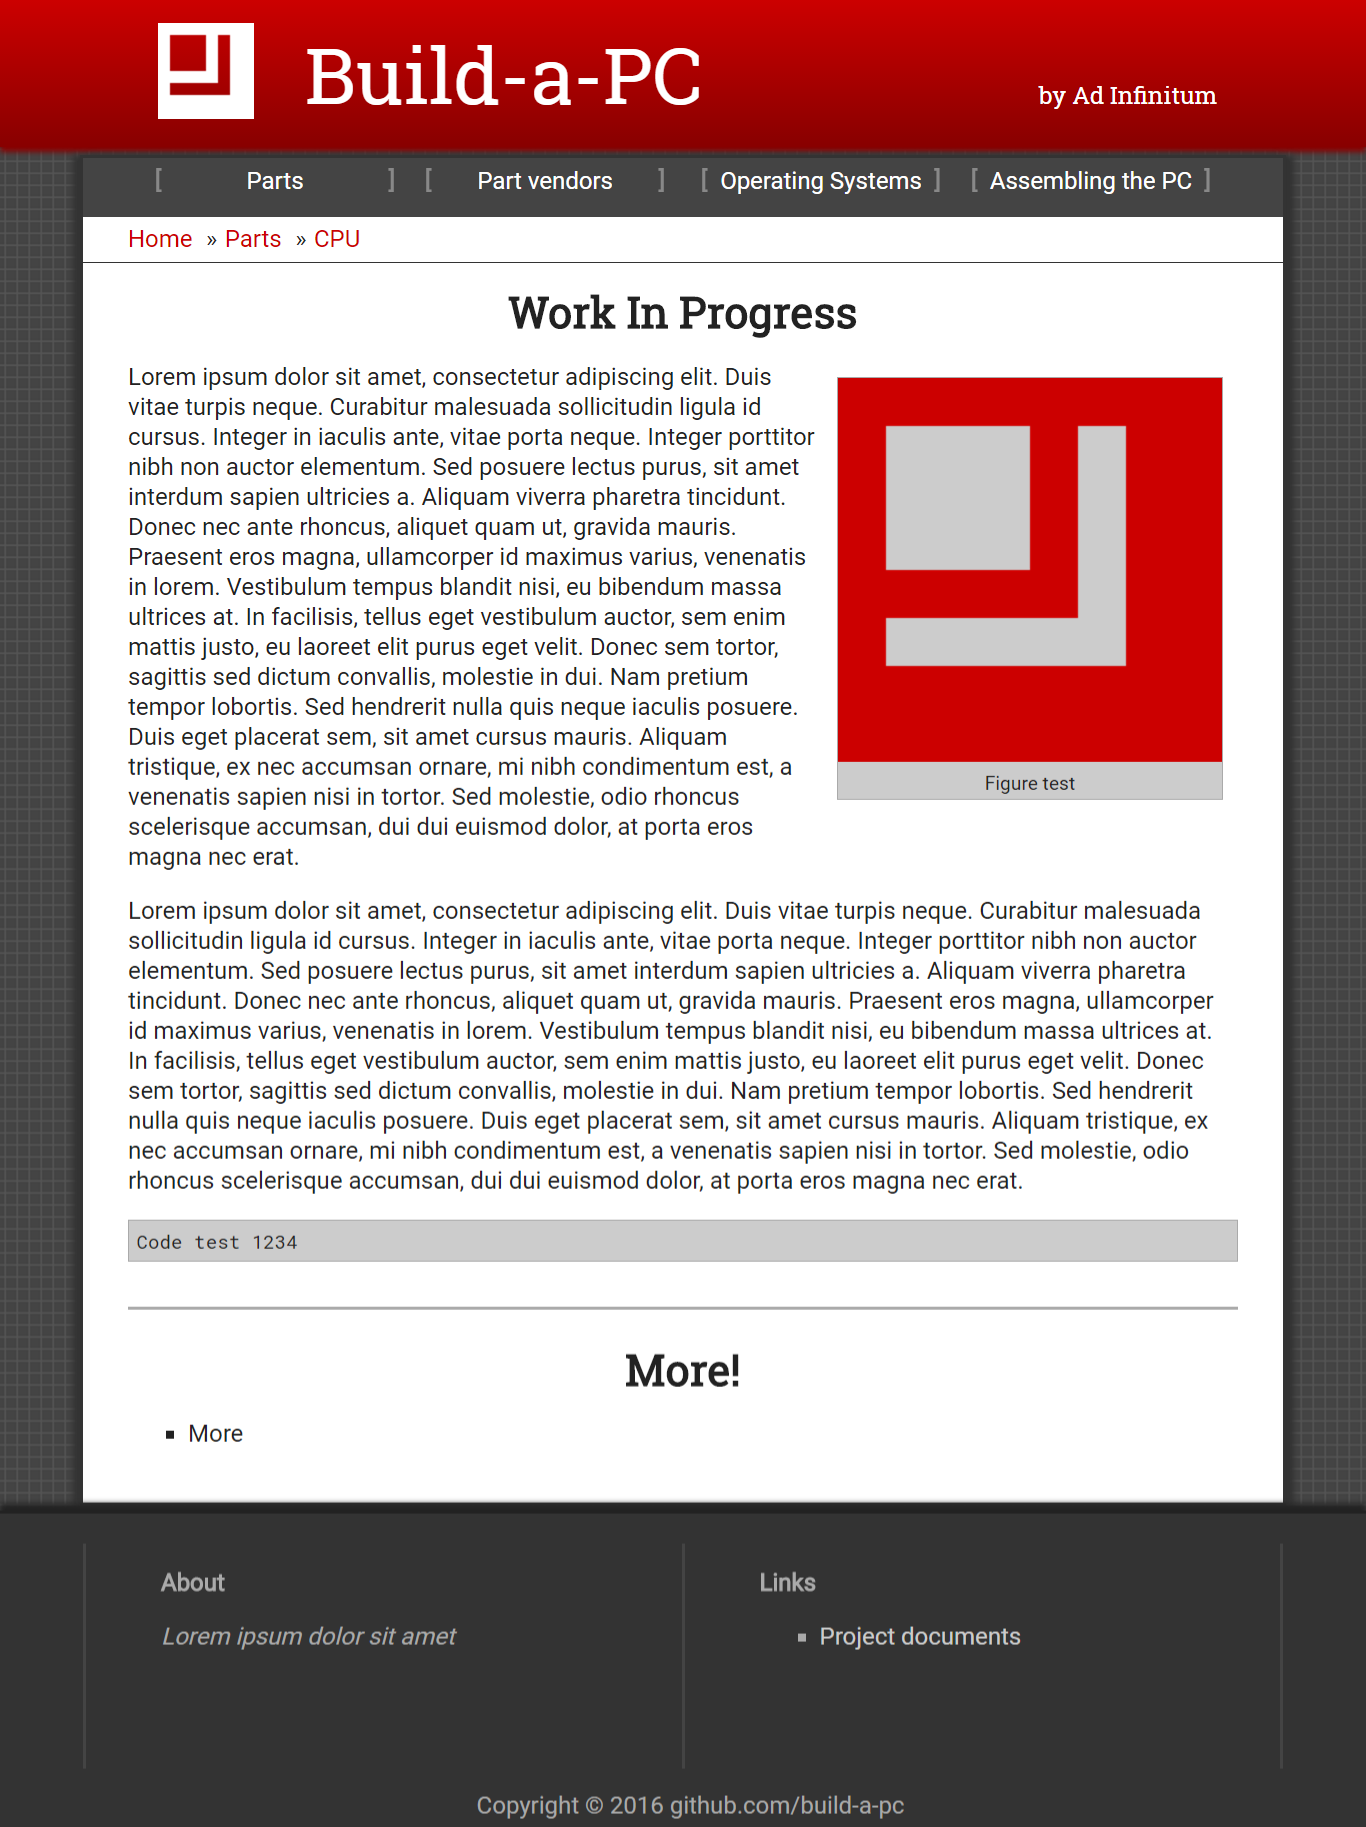 Build-a-PC
by Ad Infinitum
[ Parts ] [ Part vendors ] [ Operating Systems ] [ Assembling the PC ]
Home » Parts » CPU
Work In Progress
Lorem ipsum dolor sit amet, consectetur adipiscing elit. Duis
vitae turpis neque. Curabitur malesuada sollicitudin ligula id
cursus. Integer in iaculis ante, vitae porta neque. Integer porttitor
nibh non auctor elementum. Sed posuere lectus purus, sit amet
interdum sapien ultricies a. Aliquam viverra pharetra tincidunt.
Donec nec ante rhoncus, aliquet quam ut, gravida mauris.
Praesent eros magna, ullamcorper id maximus varius, venenatis
in lorem. Vestibulum tempus blandit nisi, eu bibendum massa
ultrices at. In facilisis, tellus eget vestibulum auctor, sem enim
mattis justo, eu laoreet elit purus eget velit. Donec sem tortor,
sagittis sed dictum convallis, molestie in dui. Nam pretium
tempor lobortis. Sed hendrerit nulla quis neque iaculis posuere.
Duis eget placerat sem, sit amet cursus mauris. Aliquam
tristique, ex nec accumsan ornare, mi nibh condimentum est, a
venenatis sapien nisi in tortor. Sed molestie, odio rhoncus
scelerisque accumsan, dui dui euismod dolor, at porta eros
magna nec erat.
Figure test
Lorem ipsum dolor sit amet, consectetur adipiscing elit. Duis vitae turpis neque. Curabitur malesuada
sollicitudin ligula id cursus. Integer in iaculis ante, vitae porta neque. Integer porttitor nibh non auctor
elementum. Sed posuere lectus purus, sit amet interdum sapien ultricies a. Aliquam viverra pharetra
tincidunt. Donec nec ante rhoncus, aliquet quam ut, gravida mauris. Praesent eros magna, ullamcorper
id maximus varius, venenatis in lorem. Vestibulum tempus blandit nisi, eu bibendum massa ultrices at.
In facilisis, tellus eget vestibulum auctor, sem enim mattis justo, eu laoreet elit purus eget velit. Donec
sem tortor, sagittis sed dictum convallis, molestie in dui. Nam pretium tempor lobortis. Sed hendrerit
nulla quis neque iaculis posuere. Duis eget placerat sem, sit amet cursus mauris. Aliquam tristique, ex
nec accumsan ornare, mi nibh condimentum est, a venenatis sapien nisi in tortor. Sed molestie, odio
rhoncus scelerisque accumsan, dui dui euismod dolor, at porta eros magna nec erat.
Code test 1234
More!
More
About
Lorem ipsum dolor sit amet
Links
Project documents
Copyright © 2016 github.com/build-a-pc